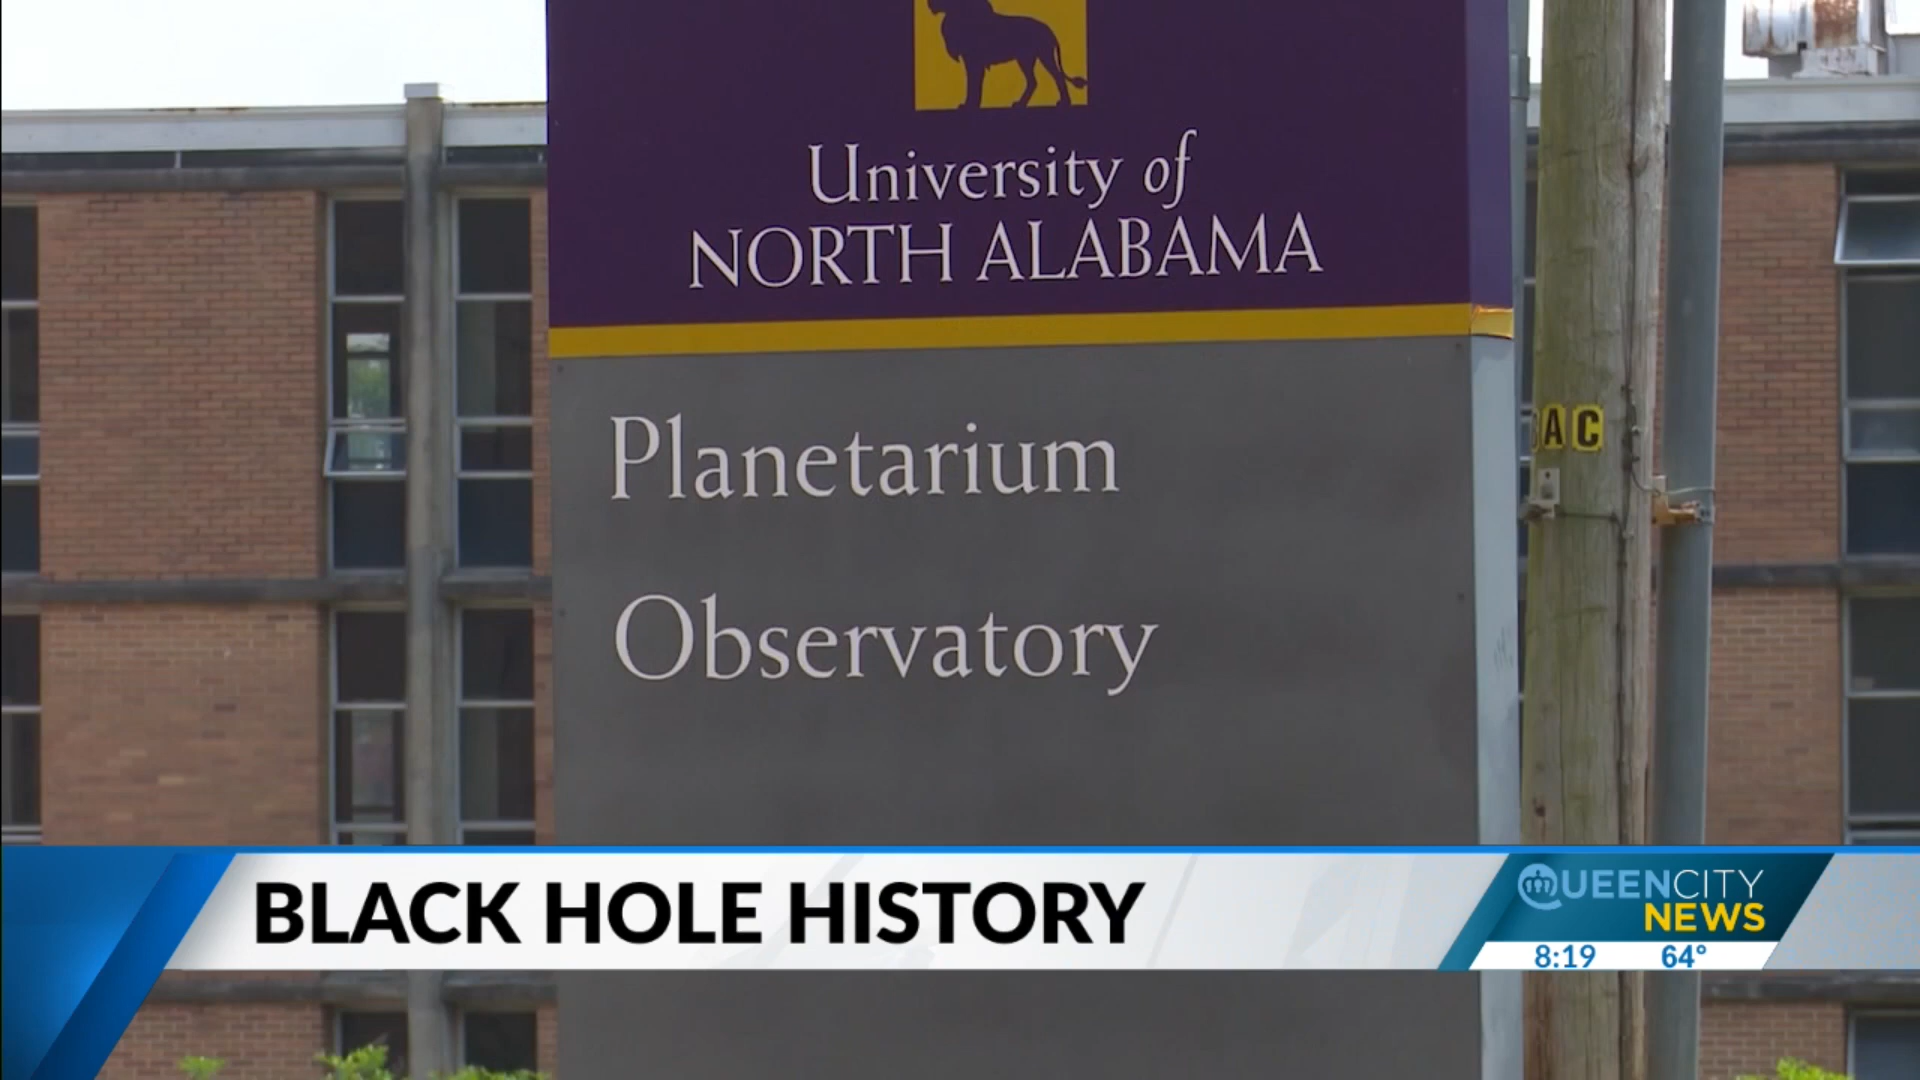 University of
NORTH ALABAMA
Planetarium
Observatory
AC
BLACK HOLE HISTORY
QUEENCITY
NEWS
8:19 64°